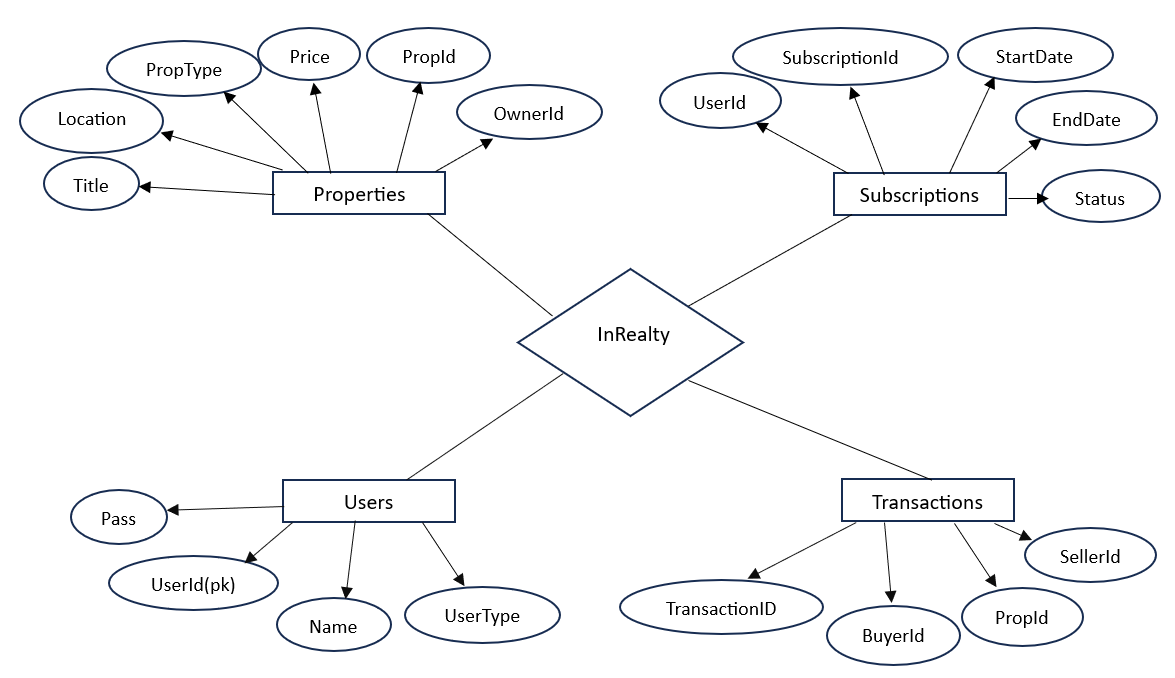 Price
PropId
SubscriptionId
StartDate
PropType
UserId
OwnerId
Location
EndDate
Title
Properties
Subscriptions
Status
InRealty
Users
Transactions
Pass
SellerId
UserId(pk)
TransactionID
UserType
PropId
Name
BuyerId